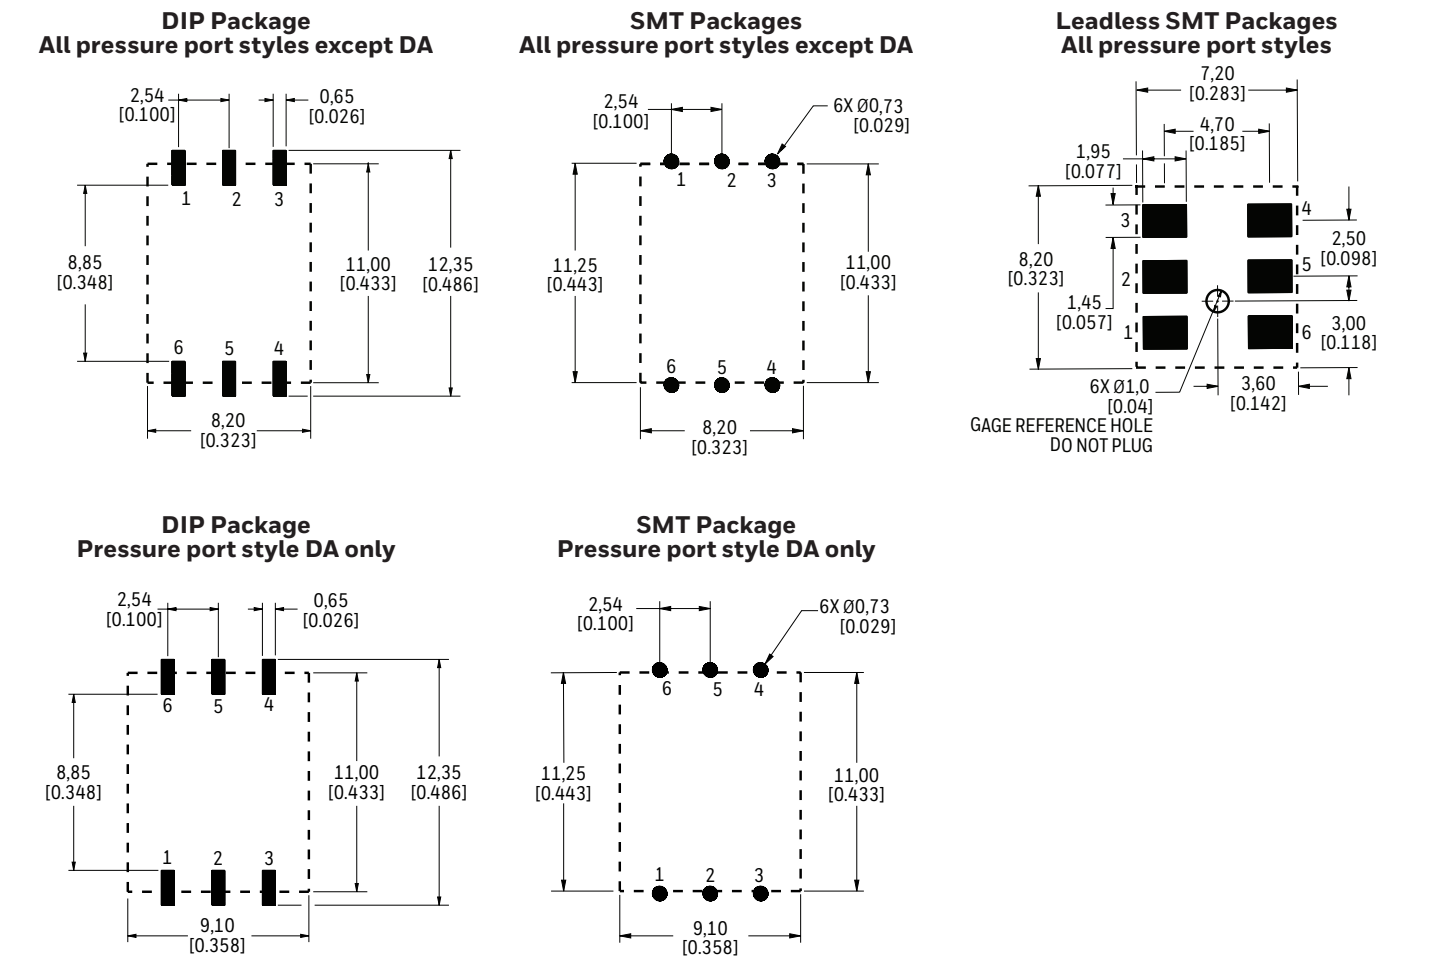 DIP Package
All pressure port styles except DA
2,54
[0.100]
0,65
[0.026]
1 2 3
8,85
[0.348]
11,00
[0.433]
12,35
[0.486]
6 5 4
8,20
[0.323]
SMT Packages
All pressure port styles except DA
2,54
[0.100]
6X Ø0,73
[0.029]
1 2 3
11,25
[0.443]
11,00
[0.433]
6 5 4
8,20
[0.323]
Leadless SMT Packages
All pressure port styles
7,20
[0.283]
4,70
[0.185]
1,95
[0.077]
3 4
2,50
[0.098]
8,20
[0.323]
2 5
1,45
[0.057]
1 6
3,00
[0.118]
6X Ø1,0
[0.04]
3,60
[0.142]
GAGE REFERENCE HOLE
DO NOT PLUG
DIP Package
Pressure port style DA only
2,54
[0.100]
0,65
[0.026]
6 5 4
8,85
[0.348]
11,00
[0.433]
12,35
[0.486]
1 2 3
9,10
[0.358]
SMT Package
Pressure port style DA only
2,54
[0.100]
6X Ø0,73
[0.029]
6 5 4
11,25
[0.443]
11,00
[0.433]
1 2 3
9,10
[0.358]